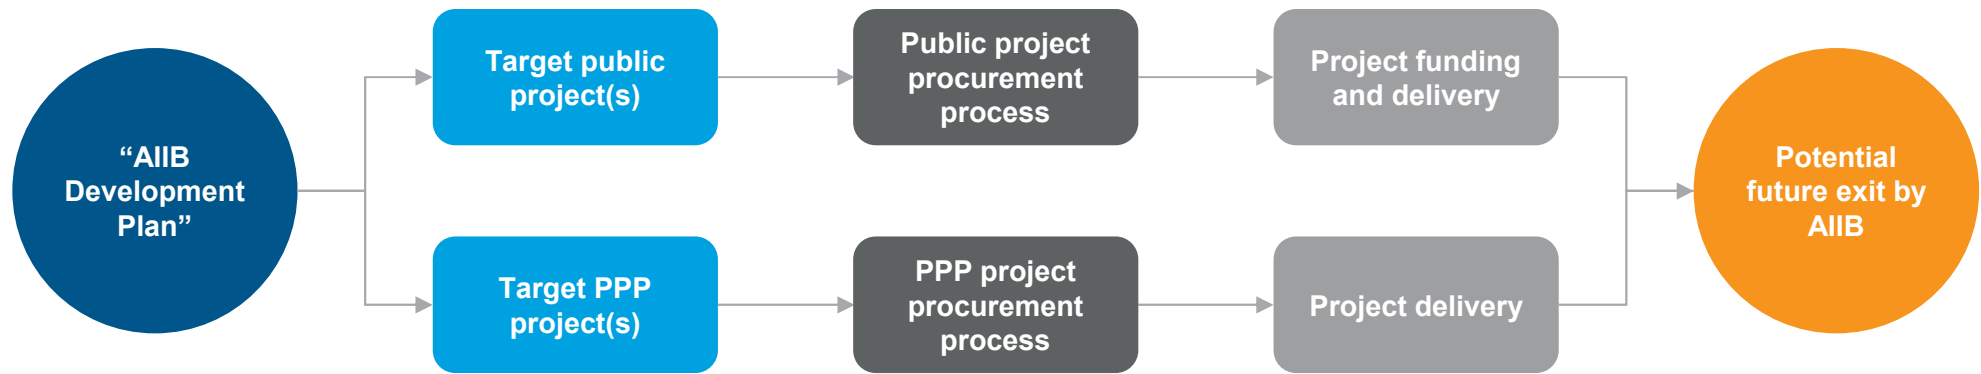 “AIIB
Development
Plan”
Target public
project(s)
Public project
procurement
process
Project funding
and delivery
Target PPP
project(s)
PPP project
procurement
process
Project delivery
Potential
future exit by
AIIB